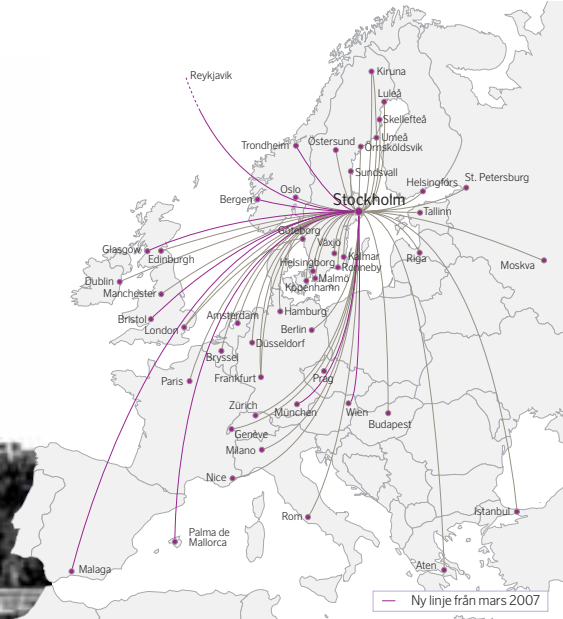 Reykjavik
Kiruna
Luleå
Skellefteå
Umeå
Trondheim
Östersund
Örnsköldsvik
Sundsvall
Helsingfors
St. Petersburg
Oslo
Bergen
Stockholm
Tallinn
Göteborg
Växjö
Glasgow
Edinburgh
Kalmar
Riga
Helsingborg
Ronneby
Moskva
Dublin
Malmö
Köpenhamn
Manchester
Bristol
Amsterdam
Hamburg
London
Berlin
Düsseldorf
Bryssel
Paris
Frankfurt
Prag
Zürich
München
Wien
Budapest
Genève
Milano
Nice
Rom
Istanbul
Palma de
Mallorca
Aten
Malaga
Ny linje från mars 2007